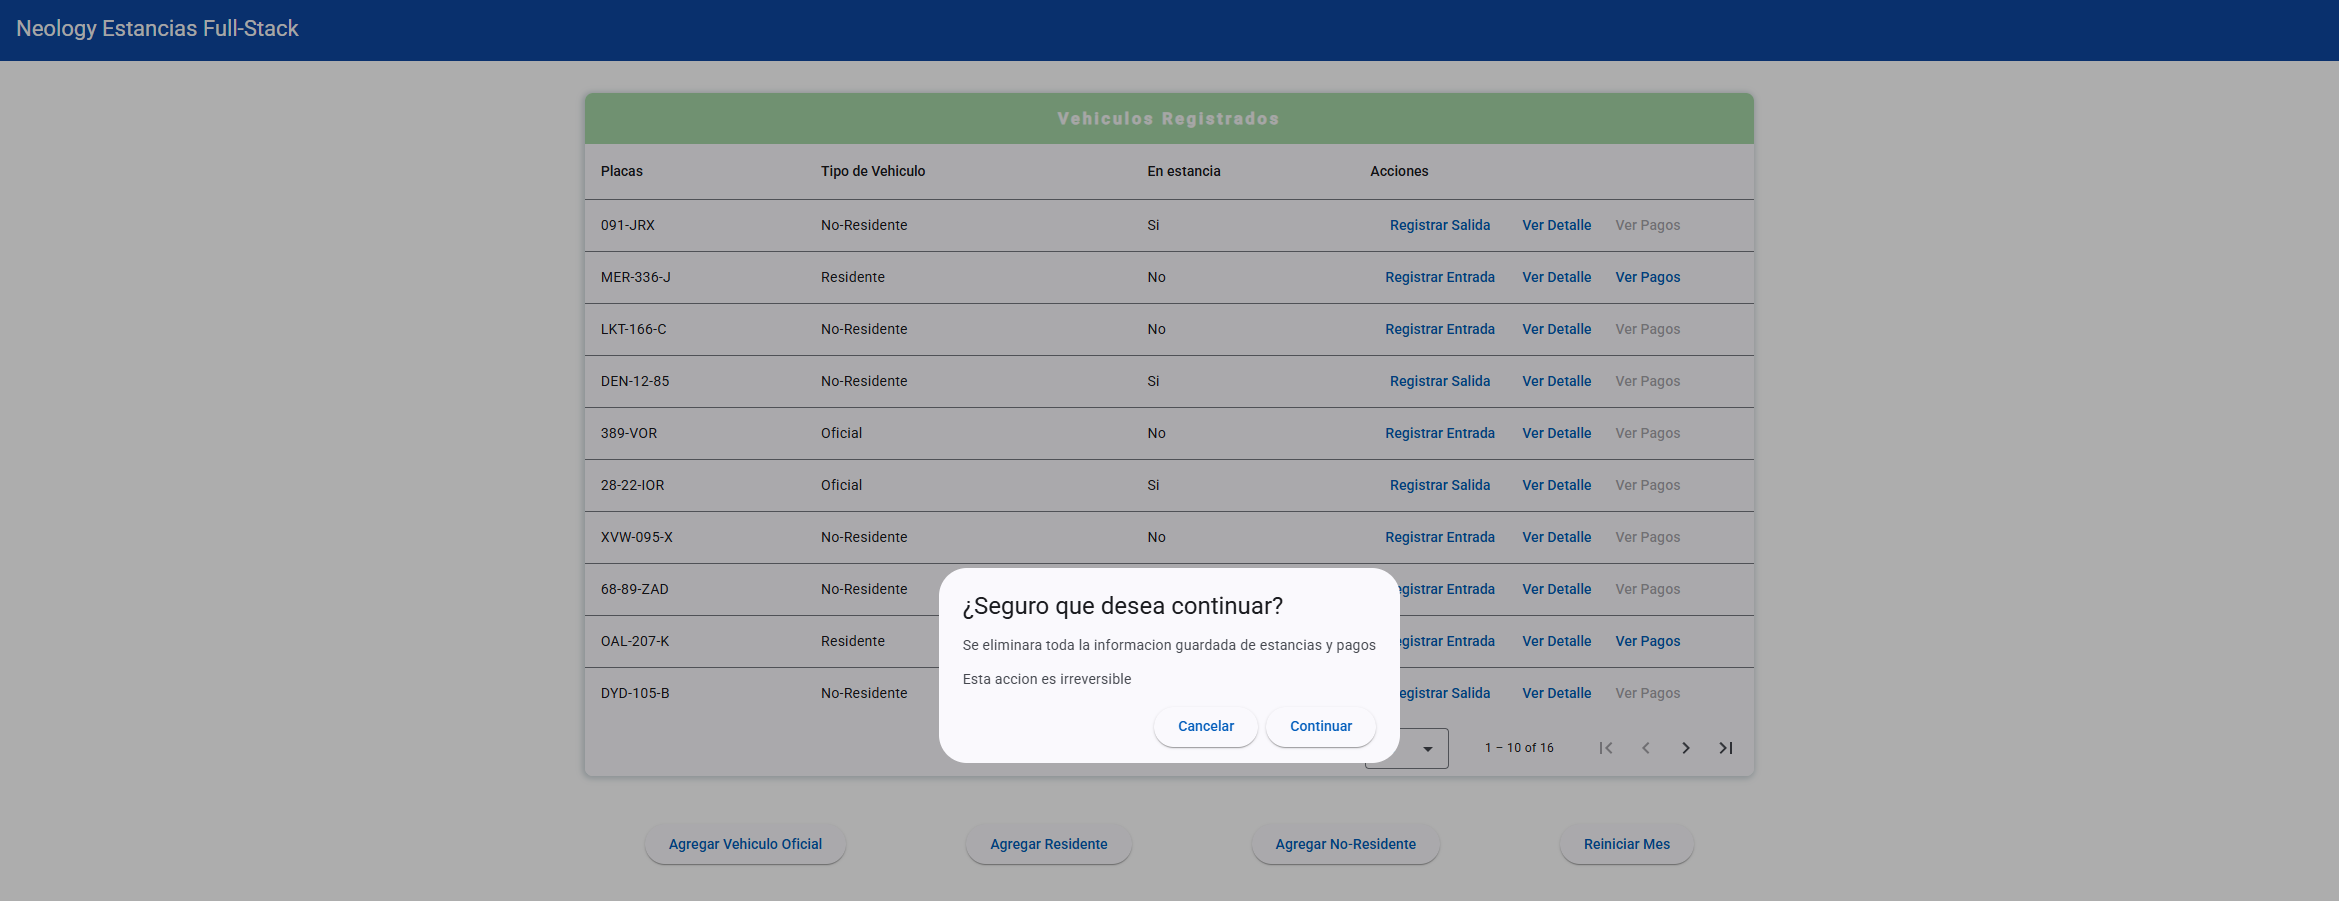 Neology Estancias Full-Stack
Vehiculos Registrados
Placas Tipo de Vehiculo En estancia Acciones
091-JRX No-Residente Si Registrar Salida Ver Detalle Ver Pagos
MER-336-J Residente No Registrar Entrada Ver Detalle Ver Pagos
LKT-166-C No-Residente No Registrar Entrada Ver Detalle Ver Pagos
DEN-12-85 No-Residente Si Registrar Salida Ver Detalle Ver Pagos
389-VOR Oficial No Registrar Entrada Ver Detalle Ver Pagos
28-22-IOR Oficial Si Registrar Salida Ver Detalle Ver Pagos
XVW-095-X No-Residente No Registrar Entrada Ver Detalle Ver Pagos
68-89-ZAD No-Residente Entrada Ver Detalle Ver Pagos
OAL-207-K Residente Entrada Ver Detalle Ver Pagos
DYD-105-B No-Residente Salida Ver Detalle Ver Pagos
¿Seguro que desea continuar?
Se eliminara toda la informacion guardada de estancias y pagos
Esta accion es irreversible
Cancelar Continuar
1 – 10 of 16
Agregar Vehiculo Oficial Agregar Residente Agregar No-Residente Reiniciar Mes